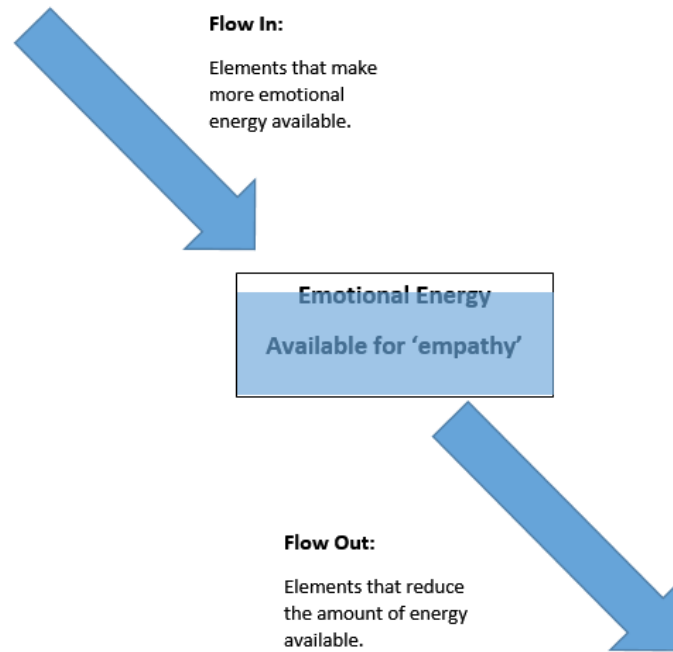 Flow In:
Elements that make
more emotional
energy available.
Emotional Energy
Available for ‘empathy’
Flow Out:
Elements that reduce
the amount of energy
available.